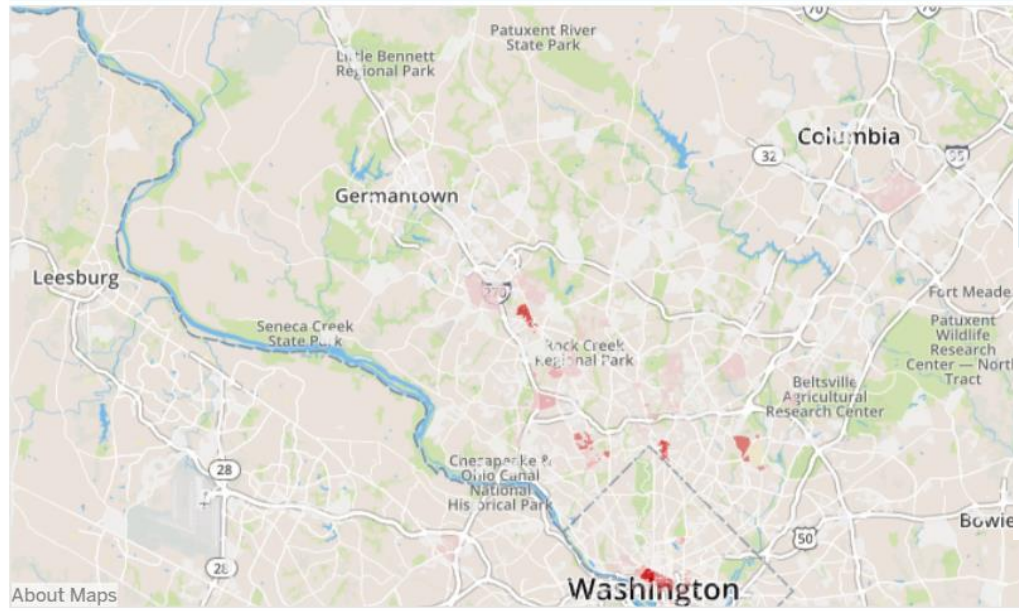 70
70
Patuxent River
State Park
Little Bennett
Regional Park
Columbia
32
95
Germantown
Leesburg
270
Fort Meade
Seneca Creek
State Park
Rock Creek
Regional Park
Patuxent
Wildlife
Research
Center — North
Tract
Beltsville
Agricultural
Research Center
28
Chesapeake &
Ohio Canal
National
Historical Park
50
Bowie
28
Washington
About Maps